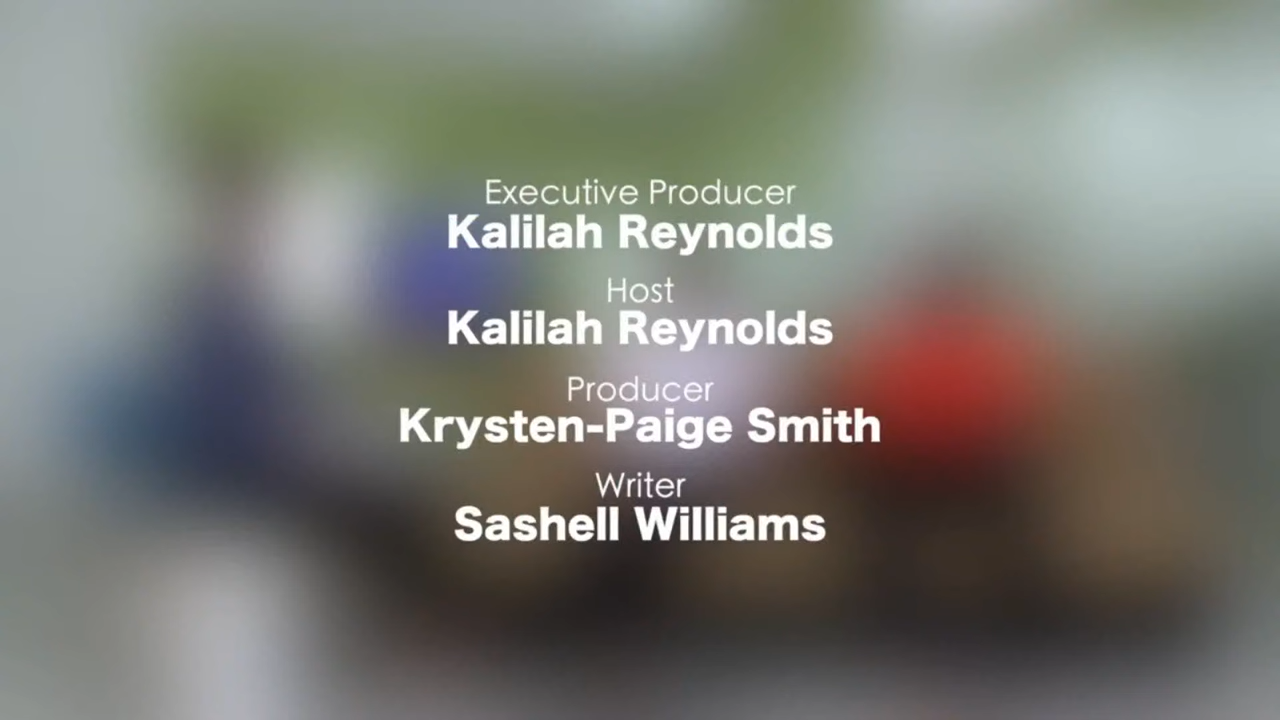 Executive Producer
Kalilah Reynolds
Host
Kalilah Reynolds
Producer
Krysten-Paige Smith
Writer
Sashell Williams